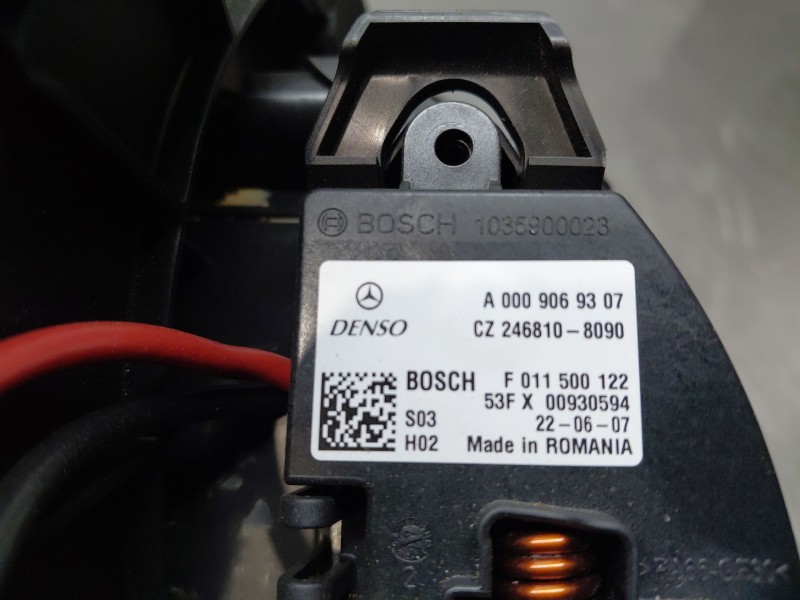 BOSCH 1035900023
A 000 906 93 07
DENSO CZ 246810-8090
BOSCH F 011 500 122
53F X 00930594
S03 22-06-07
H02 Made in ROMANIA
2